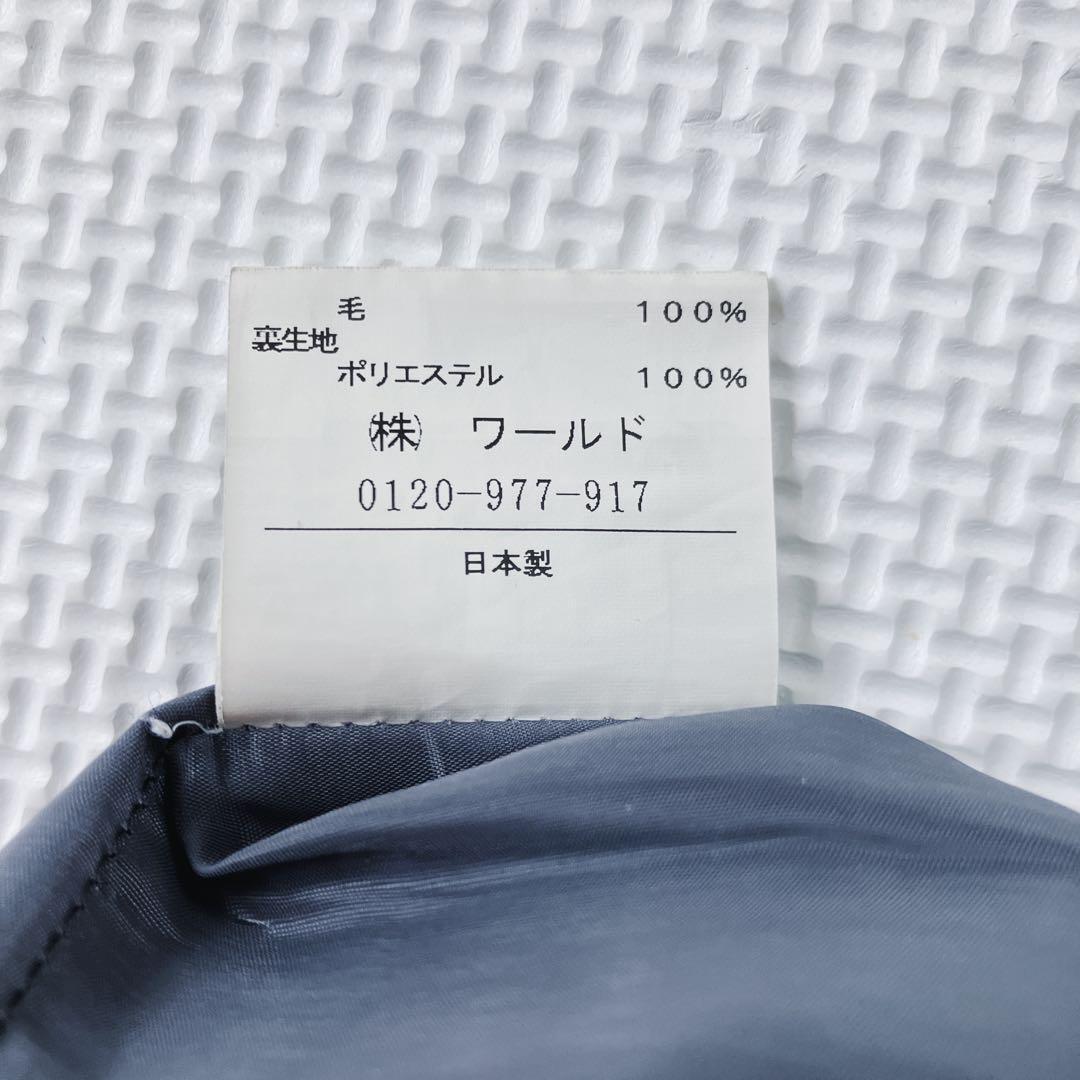 毛 100%
裏生地
ポリエステル 100%
㈱ ワールド
0120-977-917
日本製